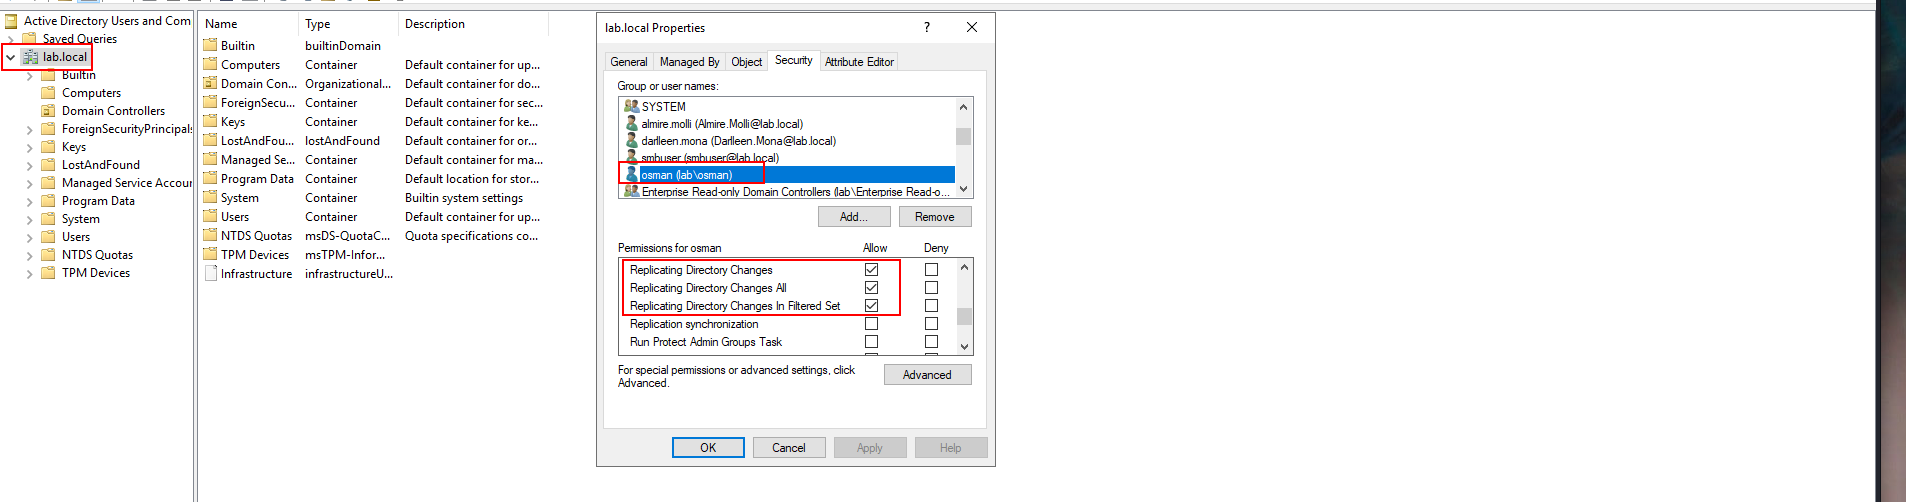 Active Directory Users and Com
Saved Queries
lab.local
Builtin
Computers
Domain Controllers
ForeignSecurityPrincipals
Keys
LostAndFound
Managed Service Accour
Program Data
System
Users
NTDS Quotas
TPM Devices
Name Type Description
Builtin builtinDomain
Computers Container Default container for up...
Domain Con... Organizational... Default container for do...
ForeignSecu... Container Default container for sec...
Keys Container Default container for ke...
LostAndFou... lostAndFound Default container for or...
Managed Se... Container Default container for ma...
Program Data Container Default location for stor...
System Container Builtin system settings
Users Container Default container for up...
NTDS Quotas msDS-QuotaC... Quota specifications co...
TPM Devices msTPM-Infor...
Infrastructure infrastructureU...
lab.local Properties
General Managed By Object Security Attribute Editor
Group or user names:
SYSTEM
almire.molli (Almire.Molli@lab.local)
darlleen.mona (Darlleen.Mona@lab.local)
smbuser (smbuser@lab.local)
osman (lab\osman)
Enterprise Read-only Domain Controllers (lab\Enterprise Read-o...
Add... Remove
Permissions for osman Allow Deny
Replicating Directory Changes
Replicating Directory Changes All
Replicating Directory Changes In Filtered Set
Replication synchronization
Run Protect Admin Groups Task
For special permissions or advanced settings, click
Advanced.
Advanced
OK Cancel Apply Help